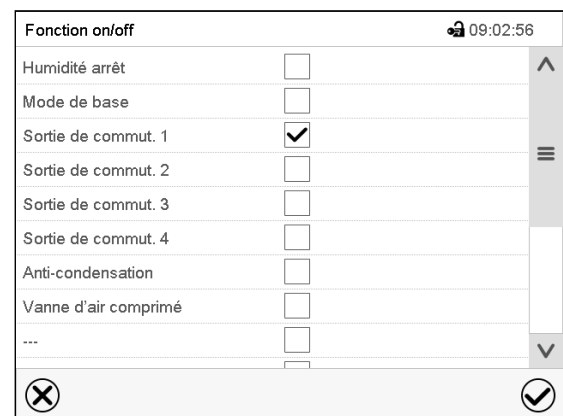 Fonction on/off 09:02:56
Humidité arrêt
Mode de base
Sortie de commut. 1
Sortie de commut. 2
Sortie de commut. 3
Sortie de commut. 4
Anti-condensation
Vanne d'air comprimé
---